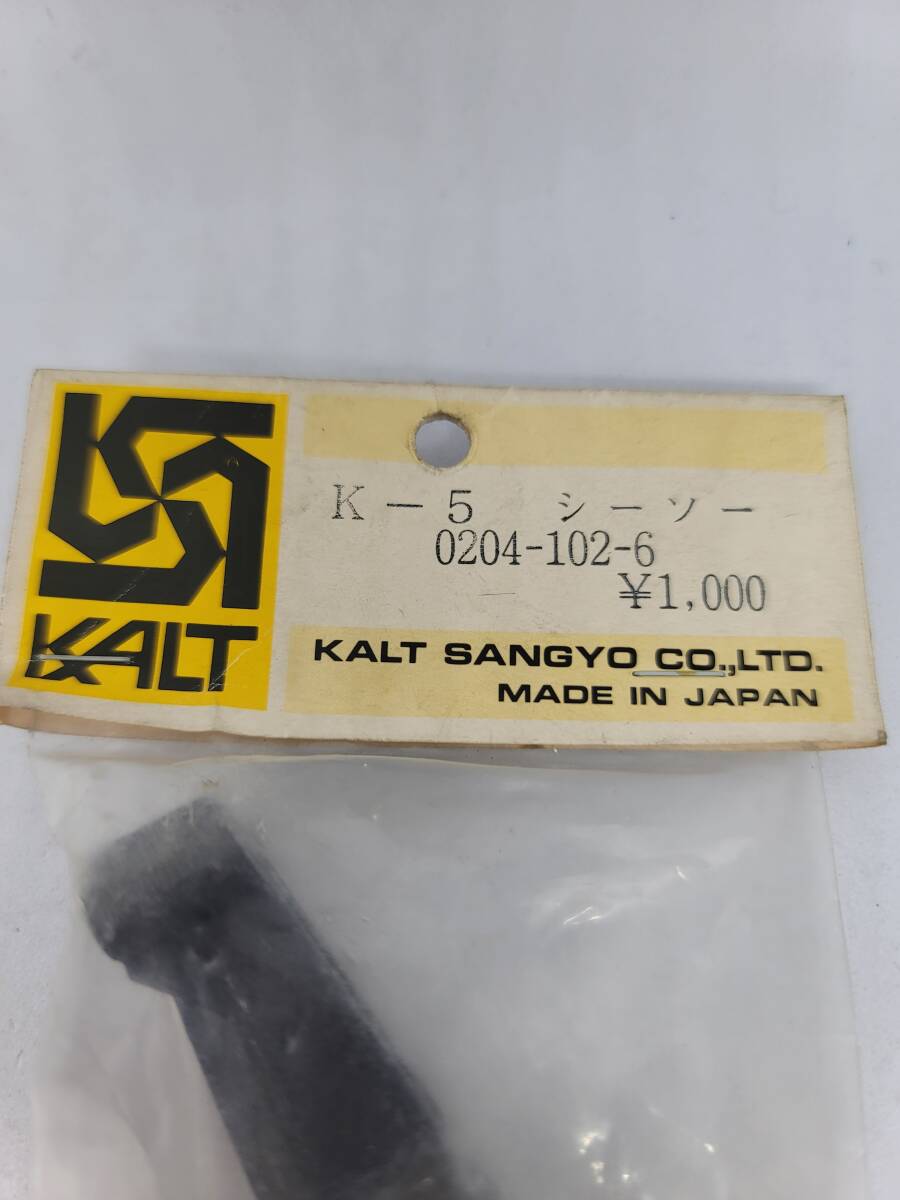 KALT
K-5 シーソー
0204-102-6
¥1,000
KALT SANGYO CO.,LTD.
MADE IN JAPAN